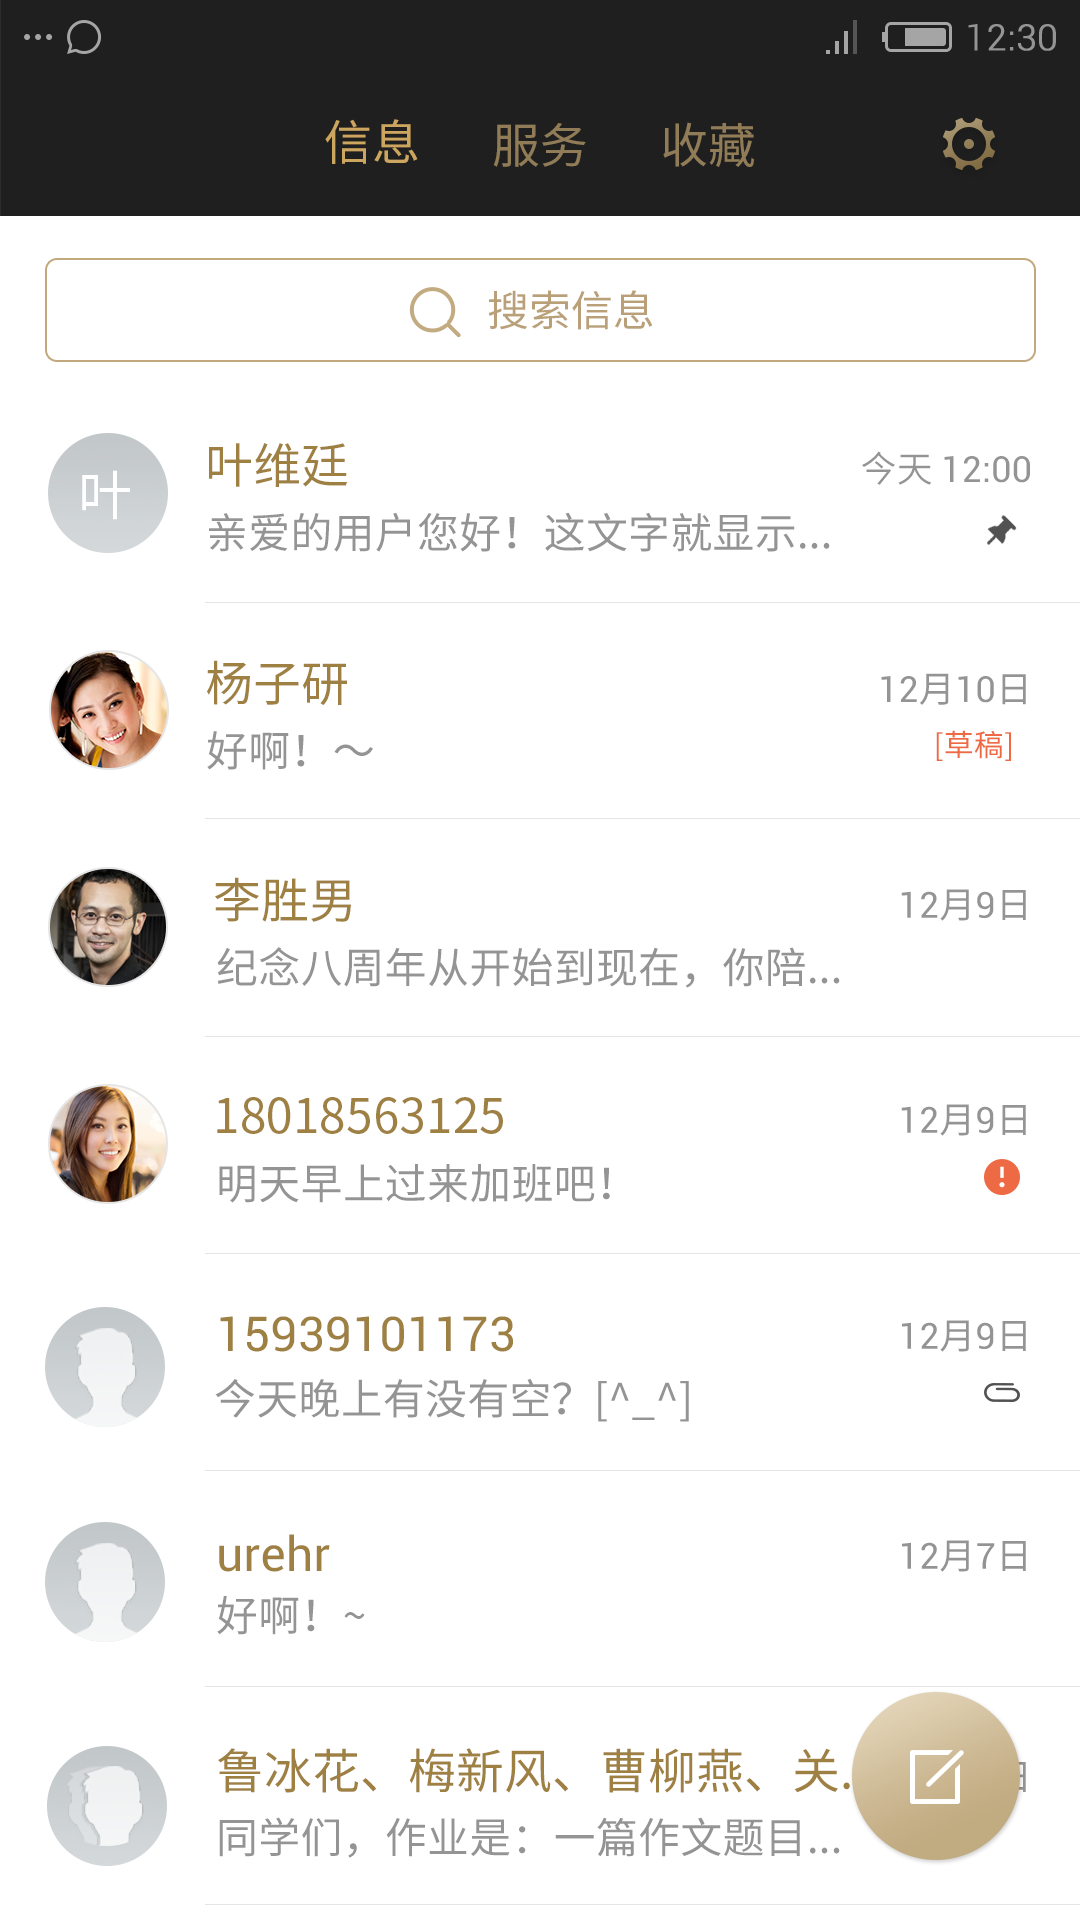 12:30
信息 服务 收藏
搜索信息
叶
叶维廷 今天 12:00
亲爱的用户您好！这文字就显示...
杨子研 12月10日
好啊！～ [草稿]
李胜男 12月9日
纪念八周年从开始到现在，你陪...
18018563125 12月9日
明天早上过来加班吧！
15939101173 12月9日
今天晚上有没有空？[^_^]
urehr 12月7日
好啊！~
鲁冰花、梅新风、曹柳燕、关. 日
同学们，作业是：一篇作文题目...